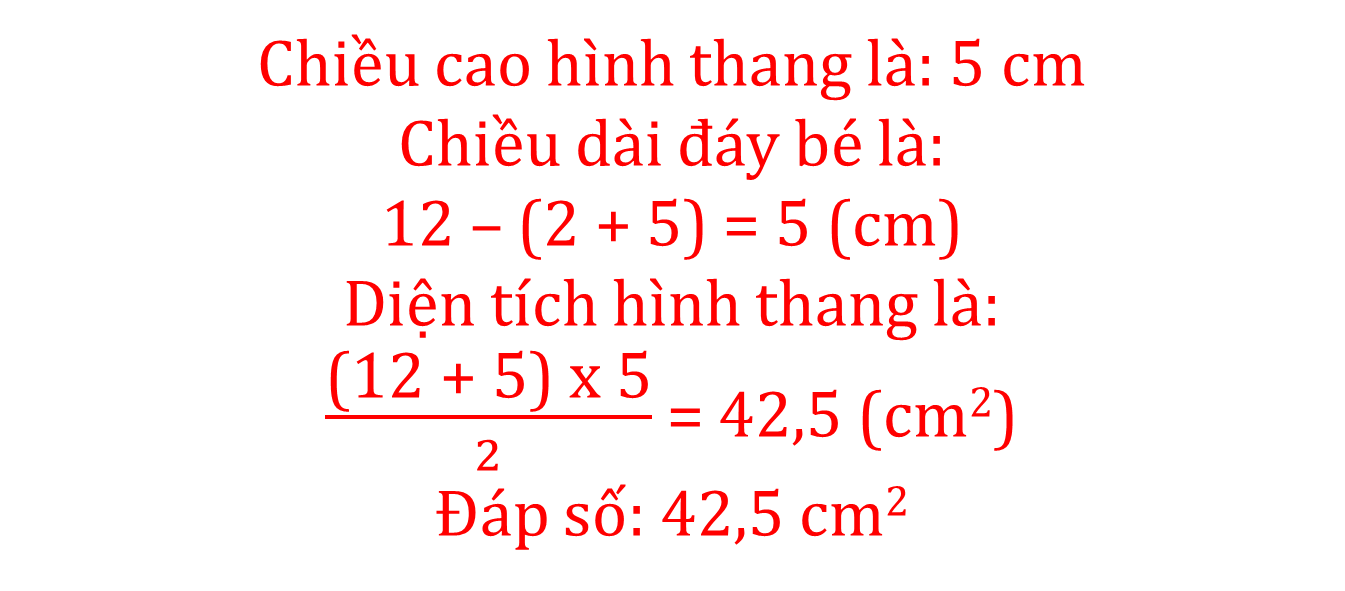 Chiều cao hình thang là: 5 cm
Chiều dài đáy bé là:
12 – (2 + 5) = 5 (cm)
Diện tích hình thang là:
(12 + 5) x 5
= 42,5 (cm²)
2
Đáp số: 42,5 cm²